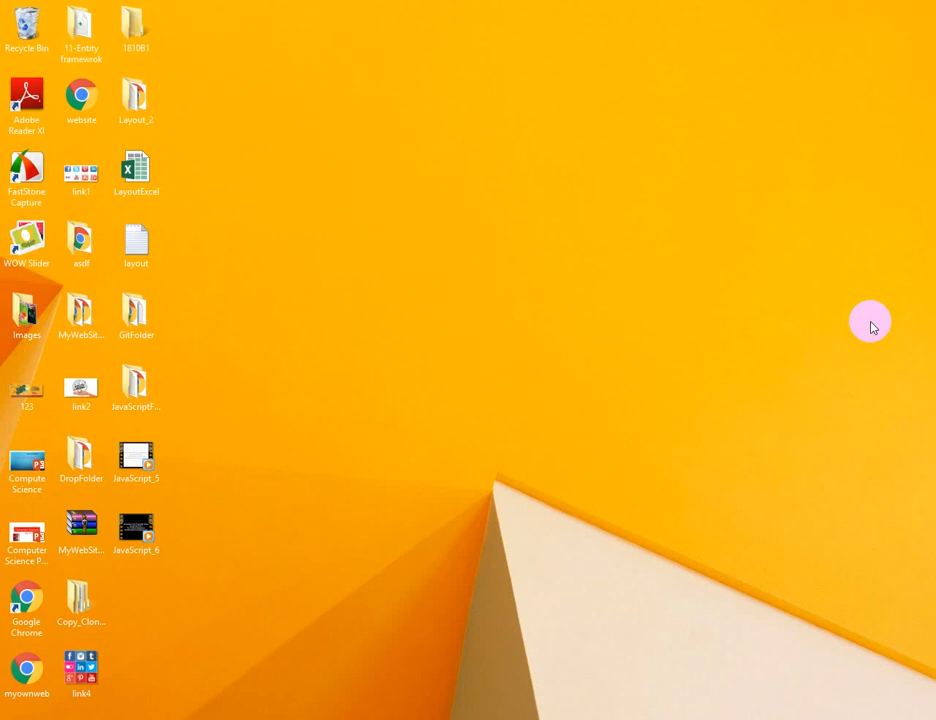 Recycle Bin
11-Entity
framewrok
1810B1
Adobe
Reader XI
website
Layout_2
FastStone
Capture
link1
LayoutExcel
WOW Slider
asdf
layout
Images
MyWebSit...
GitFolder
123
link2
JavaScriptF...
Compute
Science
DropFolder
JavaScript_5
Computer
Science P...
MyWebSit...
JavaScript_6
Google
Chrome
Copy_Clon...
myownweb
link4